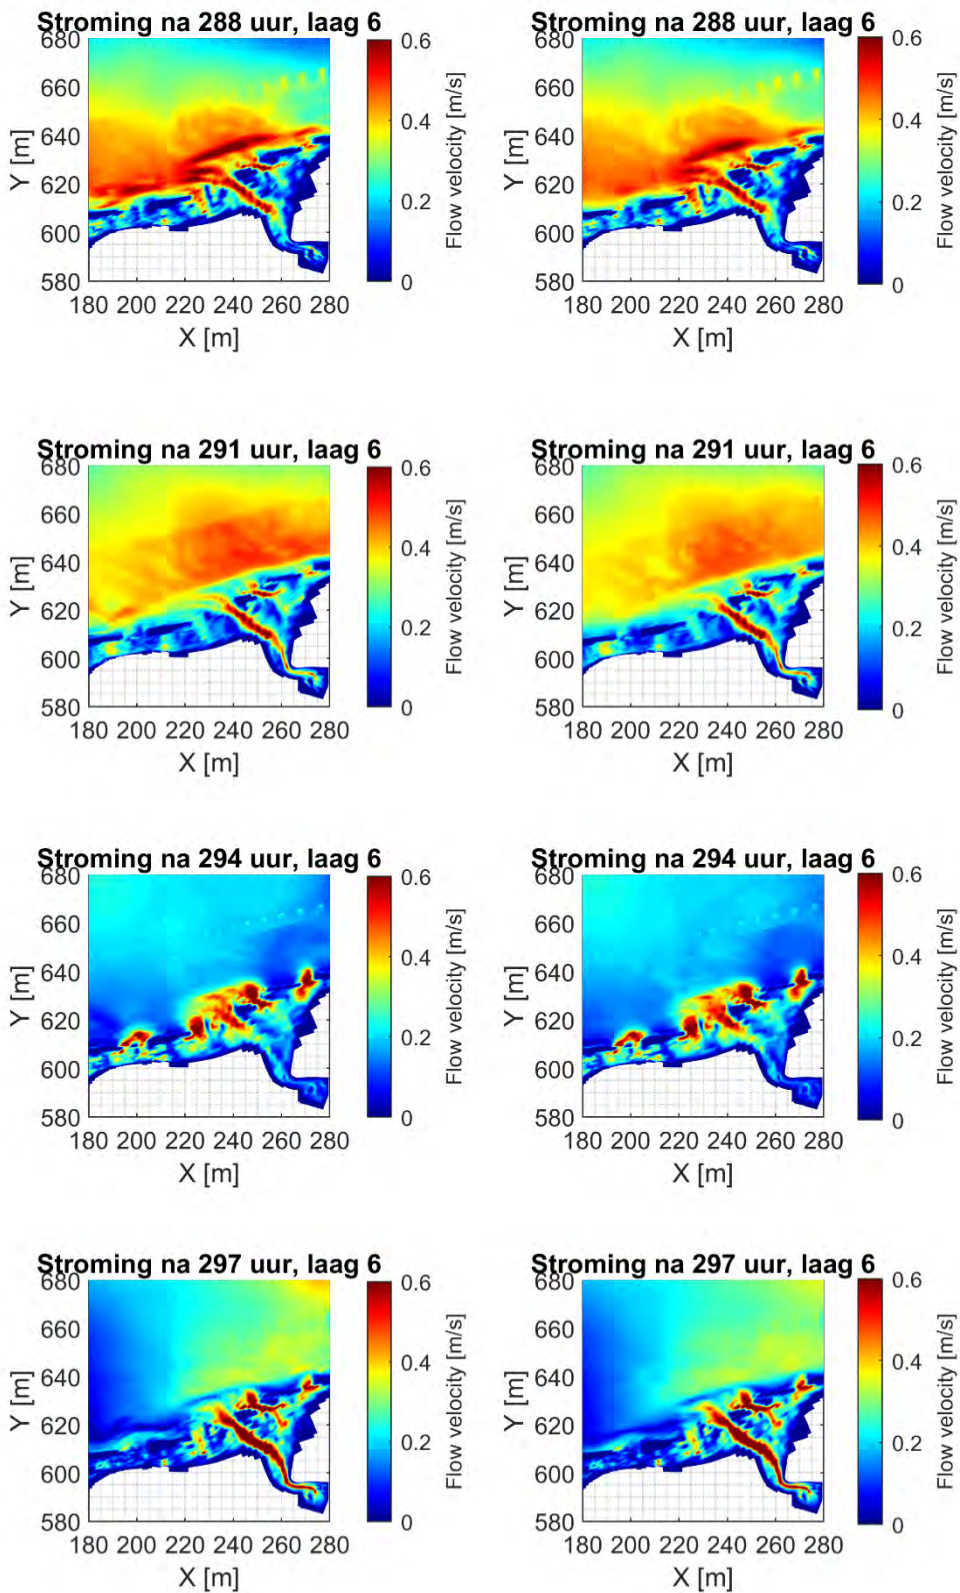 Stroming na 288 uur, laag 6
680
660
640
620
600
580
Y [m]
180 200 220 240 260 280
X [m]
0.6
0.4
0.2
0
Flow velocity [m/s]
Stroming na 288 uur, laag 6
680
660
640
620
600
580
Y [m]
180 200 220 240 260 280
X [m]
0.6
0.4
0.2
0
Flow velocity [m/s]
Stroming na 291 uur, laag 6
680
660
640
620
600
580
Y [m]
180 200 220 240 260 280
X [m]
0.6
0.4
0.2
0
Flow velocity [m/s]
Stroming na 291 uur, laag 6
680
660
640
620
600
580
Y [m]
180 200 220 240 260 280
X [m]
0.6
0.4
0.2
0
Flow velocity [m/s]
Stroming na 294 uur, laag 6
680
660
640
620
600
580
Y [m]
180 200 220 240 260 280
X [m]
0.6
0.4
0.2
0
Flow velocity [m/s]
Stroming na 294 uur, laag 6
680
660
640
620
600
580
Y [m]
180 200 220 240 260 280
X [m]
0.6
0.4
0.2
0
Flow velocity [m/s]
Stroming na 297 uur, laag 6
680
660
640
620
600
580
Y [m]
180 200 220 240 260 280
X [m]
0.6
0.4
0.2
0
Flow velocity [m/s]
Stroming na 297 uur, laag 6
680
660
640
620
600
580
Y [m]
180 200 220 240 260 280
X [m]
0.6
0.4
0.2
0
Flow velocity [m/s]